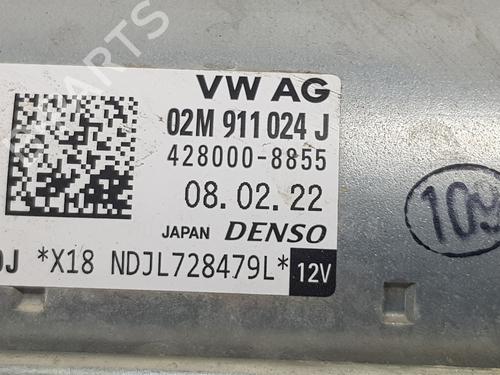 VW AG
02M 911 024 J
428000-8855
08.02.22
JAPAN DENSO
J *X18 NDJL728479L* 12V